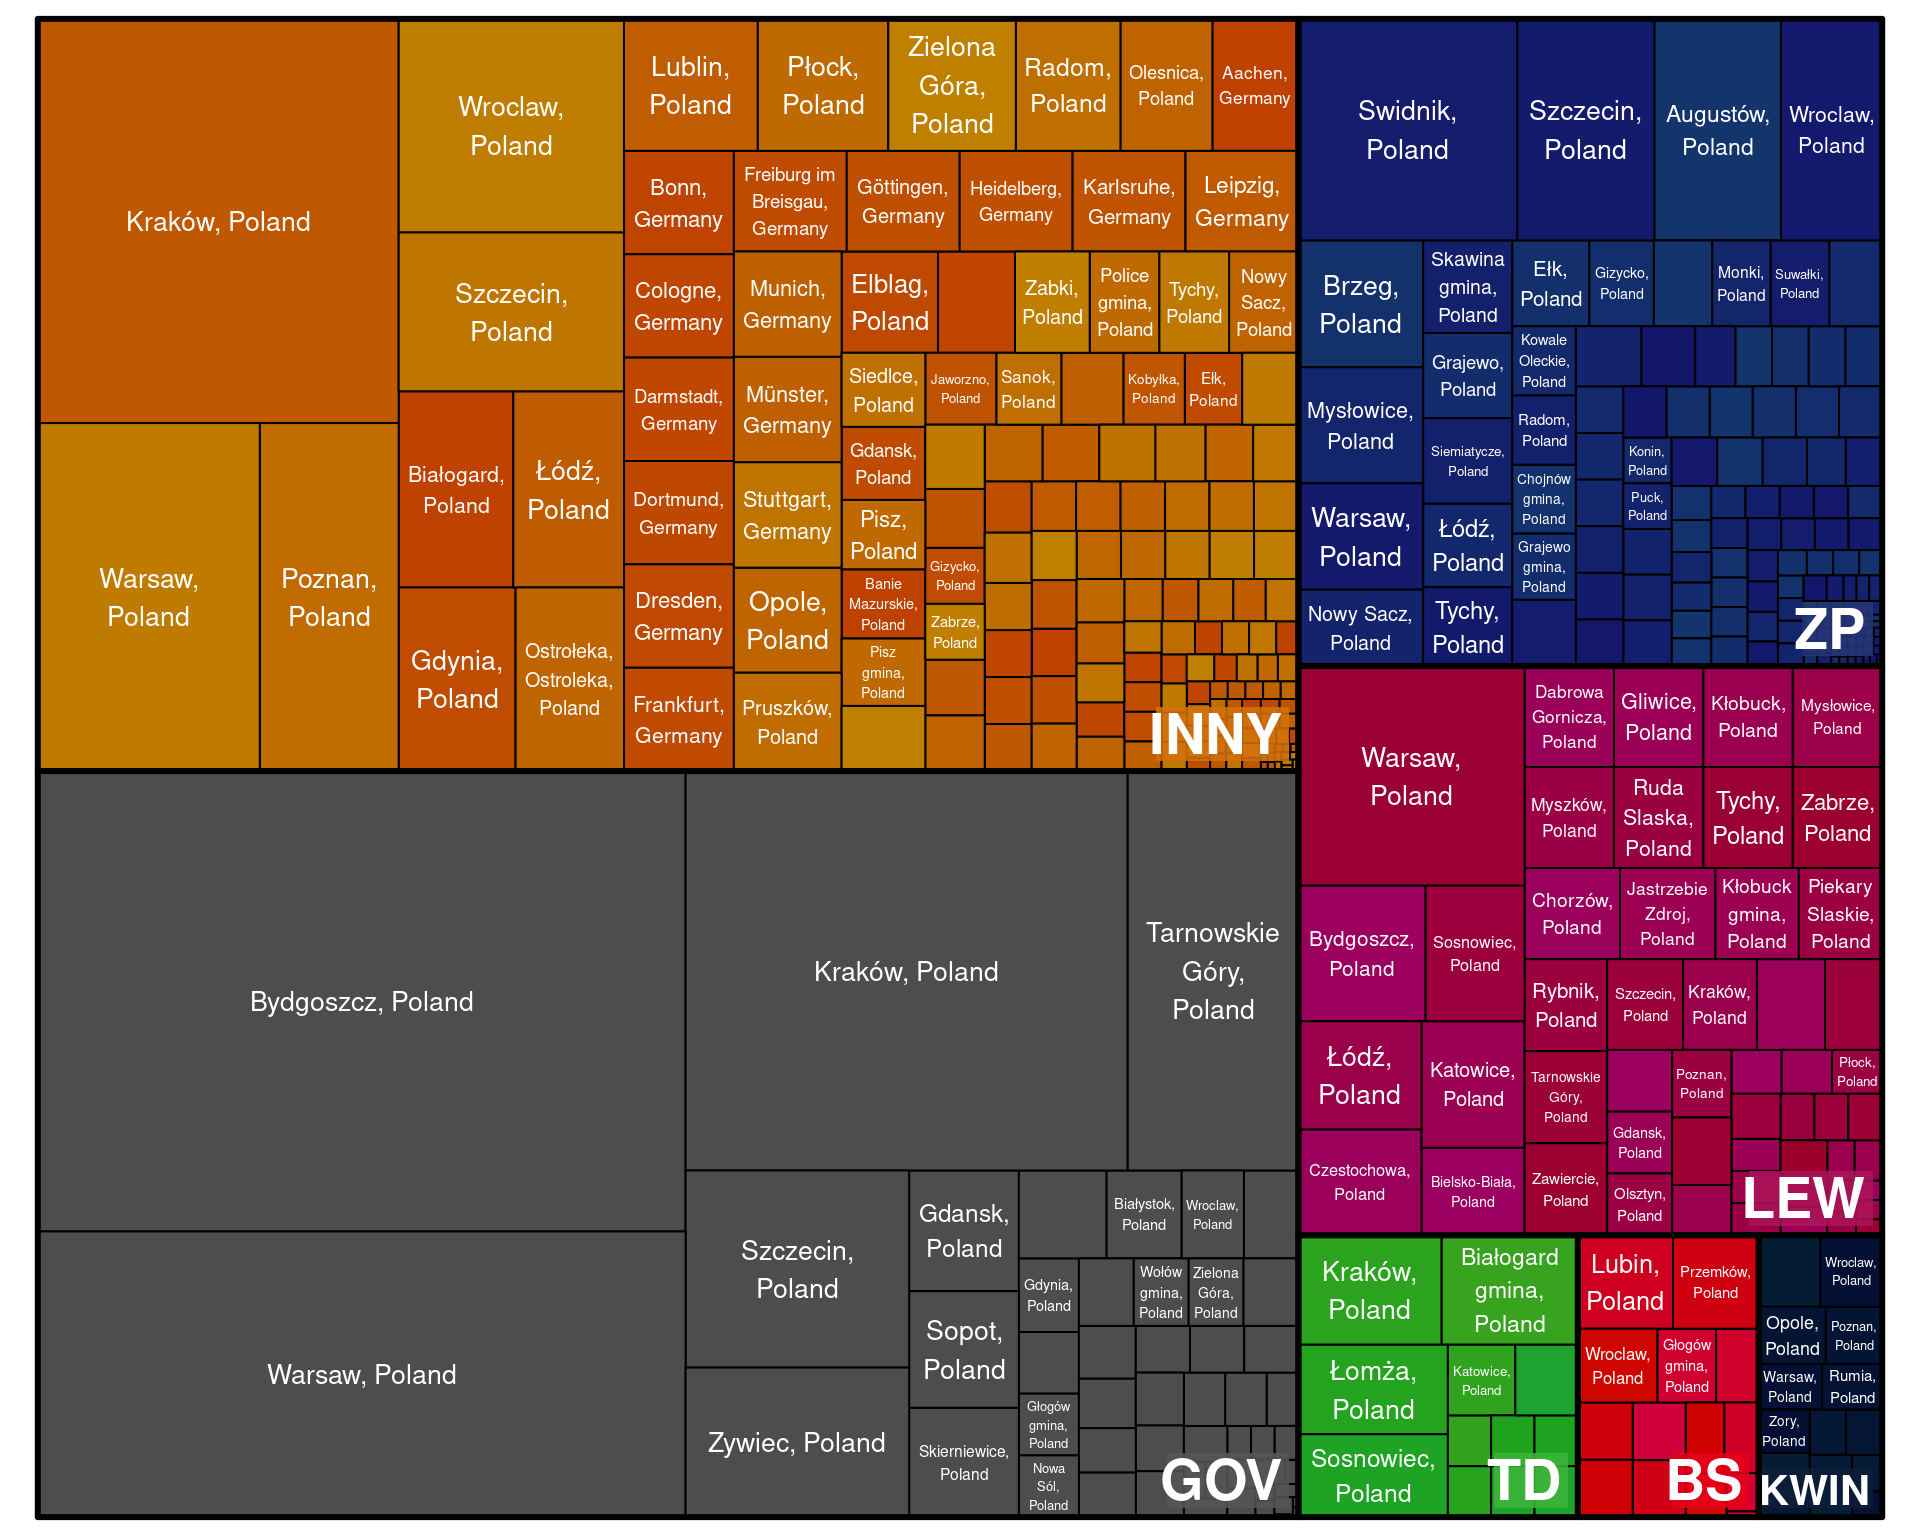 Kraków, Poland
Wroclaw,
Poland
Szczecin,
Poland
Warsaw,
Poland
Poznan,
Poland
Białogard,
Poland
Łódź,
Poland
Gdynia,
Poland
Ostrołeka,
Ostroleka,
Poland
Lublin,
Poland
Płock,
Poland
Zielona
Góra,
Poland
Radom,
Poland
Olesnica,
Poland
Aachen,
Germany
Bonn,
Germany
Freiburg im
Breisgau,
Germany
Göttingen,
Germany
Heidelberg,
Germany
Karlsruhe,
Germany
Leipzig,
Germany
Cologne,
Germany
Munich,
Germany
Elblag,
Poland
Zabki,
Poland
Police
gmina,
Poland
Tychy,
Poland
Nowy
Sacz,
Poland
Darmstadt,
Germany
Münster,
Germany
Siedlce,
Poland
Jaworzno,
Poland
Sanok,
Poland
Kobyłka,
Poland
Ełk,
Poland
Gdansk,
Poland
Dortmund,
Germany
Stuttgart,
Germany
Pisz,
Poland
Gizycko,
Poland
Dresden,
Germany
Opole,
Poland
Banie
Mazurskie,
Poland
Zabrze,
Poland
Pisz
gmina,
Poland
Frankfurt,
Germany
Pruszków,
Poland
INNY
Swidnik,
Poland
Szczecin,
Poland
Augustów,
Poland
Wroclaw,
Poland
Brzeg,
Poland
Skawina
gmina,
Poland
Ełk,
Poland
Gizycko,
Poland
Monki,
Poland
Suwałki,
Poland
Grajewo,
Poland
Kowale
Oleckie,
Poland
Mysłowice,
Poland
Siemiatycze,
Poland
Radom,
Poland
Konin,
Poland
Chojnów
gmina,
Poland
Puck,
Poland
Warsaw,
Poland
Łódź,
Poland
Grajewo
gmina,
Poland
Nowy Sacz,
Poland
Tychy,
Poland
ZP
Warsaw,
Poland
Dabrowa
Gornicza,
Poland
Gliwice,
Poland
Kłobuck,
Poland
Mysłowice,
Poland
Myszków,
Poland
Ruda
Slaska,
Poland
Tychy,
Poland
Zabrze,
Poland
Bydgoszcz,
Poland
Sosnowiec,
Poland
Chorzów,
Poland
Jastrzebie
Zdroj,
Poland
Kłobuck
gmina,
Poland
Piekary
Slaskie,
Poland
Rybnik,
Poland
Szczecin,
Poland
Kraków,
Poland
Łódź,
Poland
Katowice,
Poland
Tarnowskie
Góry,
Poland
Poznan,
Poland
Płock,
Poland
Gdansk,
Poland
Czestochowa,
Poland
Bielsko-Biała,
Poland
Zawiercie,
Poland
Olsztyn,
Poland
LEW
Bydgoszcz, Poland
Kraków, Poland
Tarnowskie
Góry,
Poland
Warsaw, Poland
Szczecin,
Poland
Gdansk,
Poland
Białystok,
Poland
Wroclaw,
Poland
Gdynia,
Poland
Wołów
gmina,
Poland
Zielona
Góra,
Poland
Sopot,
Poland
Zywiec, Poland
Skierniewice,
Poland
Głogów
gmina,
Poland
Nowa
Sól,
Poland
GOV
Kraków,
Poland
Białogard
gmina,
Poland
Łomża,
Poland
Katowice,
Poland
Sosnowiec,
Poland
TD
Lubin,
Poland
Przemków,
Poland
Wroclaw,
Poland
Głogów
gmina,
Poland
BS
Wroclaw,
Poland
Opole,
Poland
Poznan,
Poland
Warsaw,
Poland
Rumia,
Poland
Zory,
Poland
KWIN